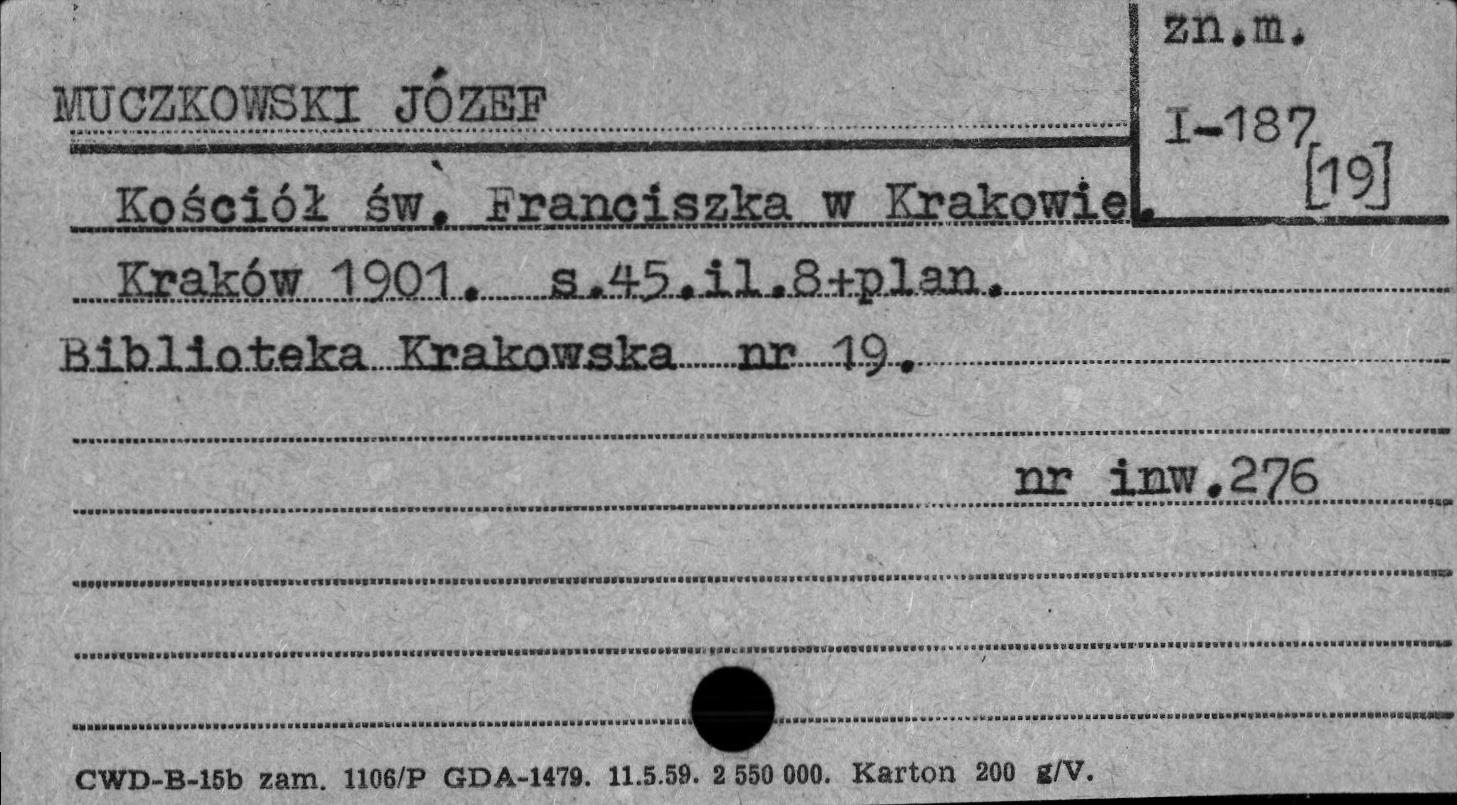 zn.m.
MUCZKOWSKI JÓZEF
I-187
[19]
Kościół św. Franciszka w Krakowie.
Kraków 1901. s.45.il.8+plan.
Biblioteka Krakowska nr 19.
nr inw.276
CWD-B-15b zam. 1106/P GDA-1479. 11.5.59. 2 550 000. Karton 200 g/V.